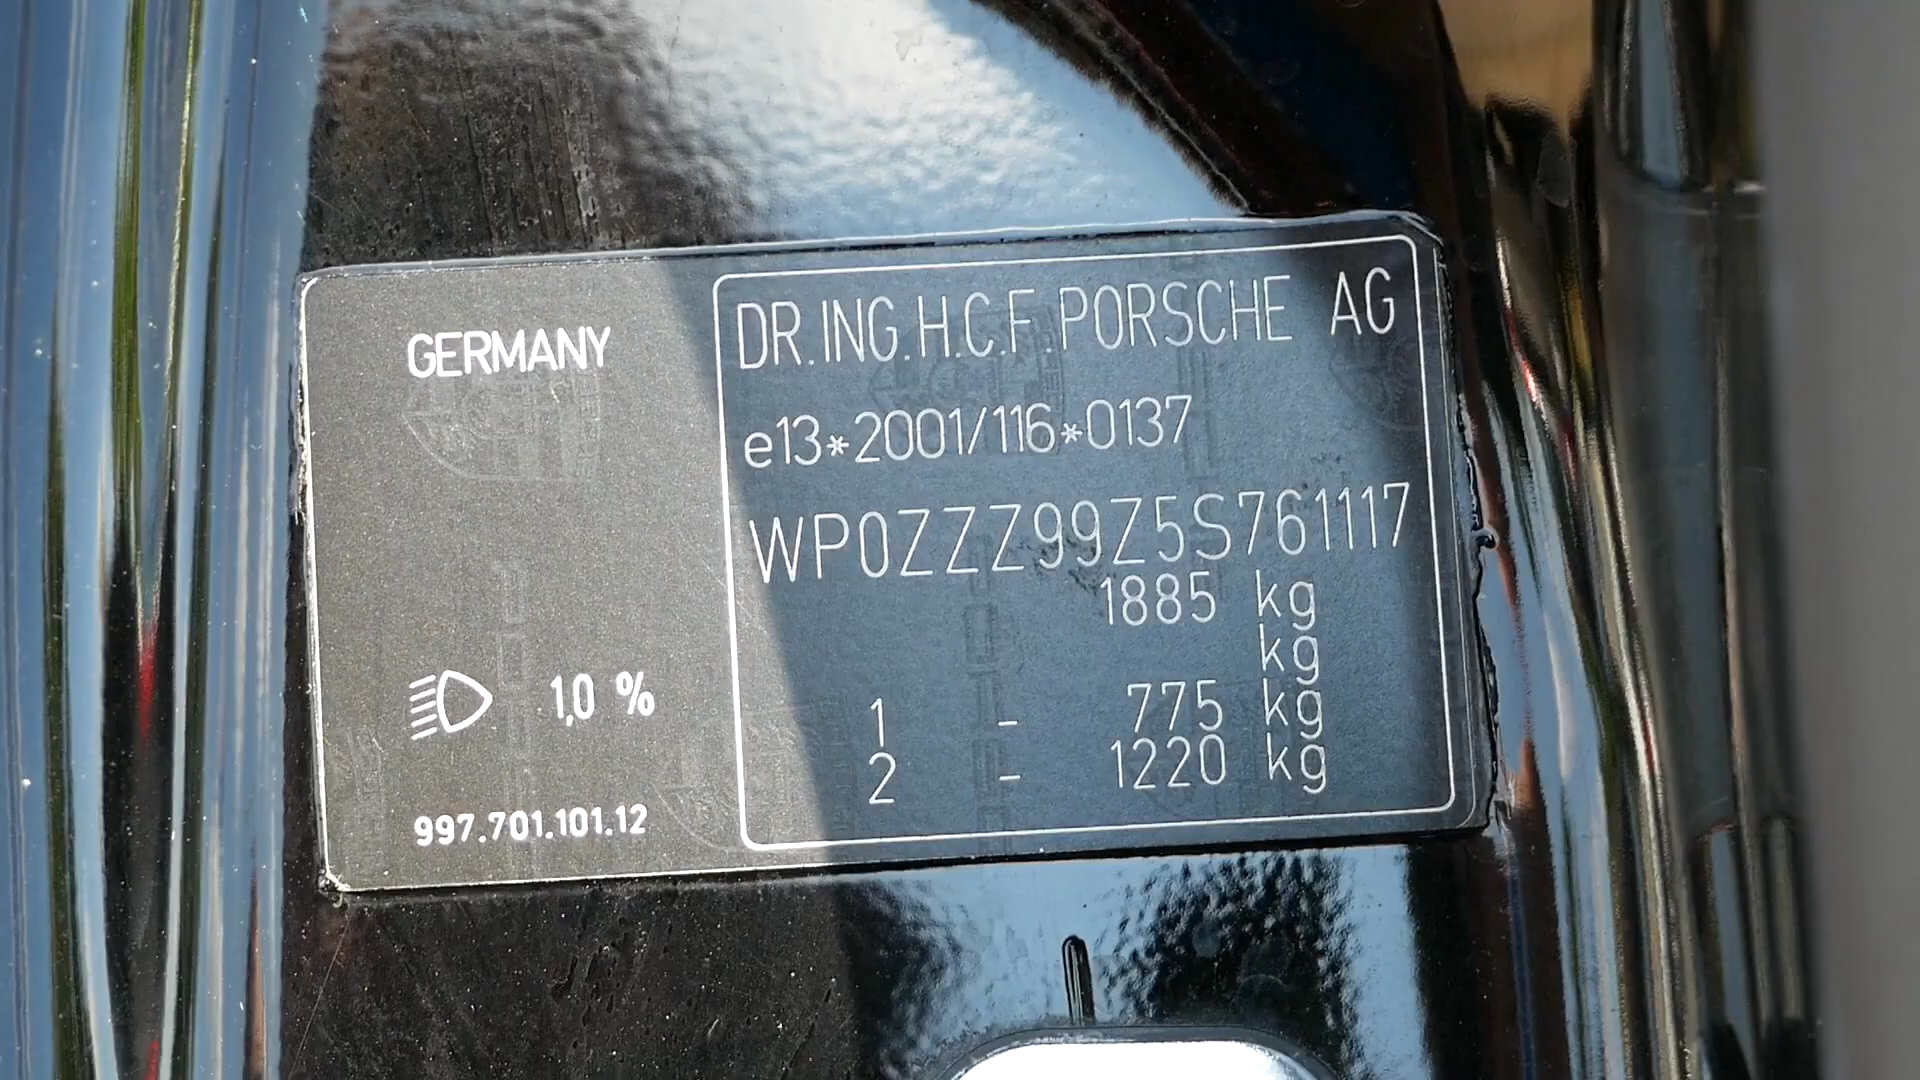 GERMANY
1,0 %
997.701.101.12
DR.ING.H.C.F.PORSCHE AG
e13*2001/116*0137
WP0ZZZ99Z5S761117
1885 kg
kg
1 - 775 kg
2 - 1220 kg